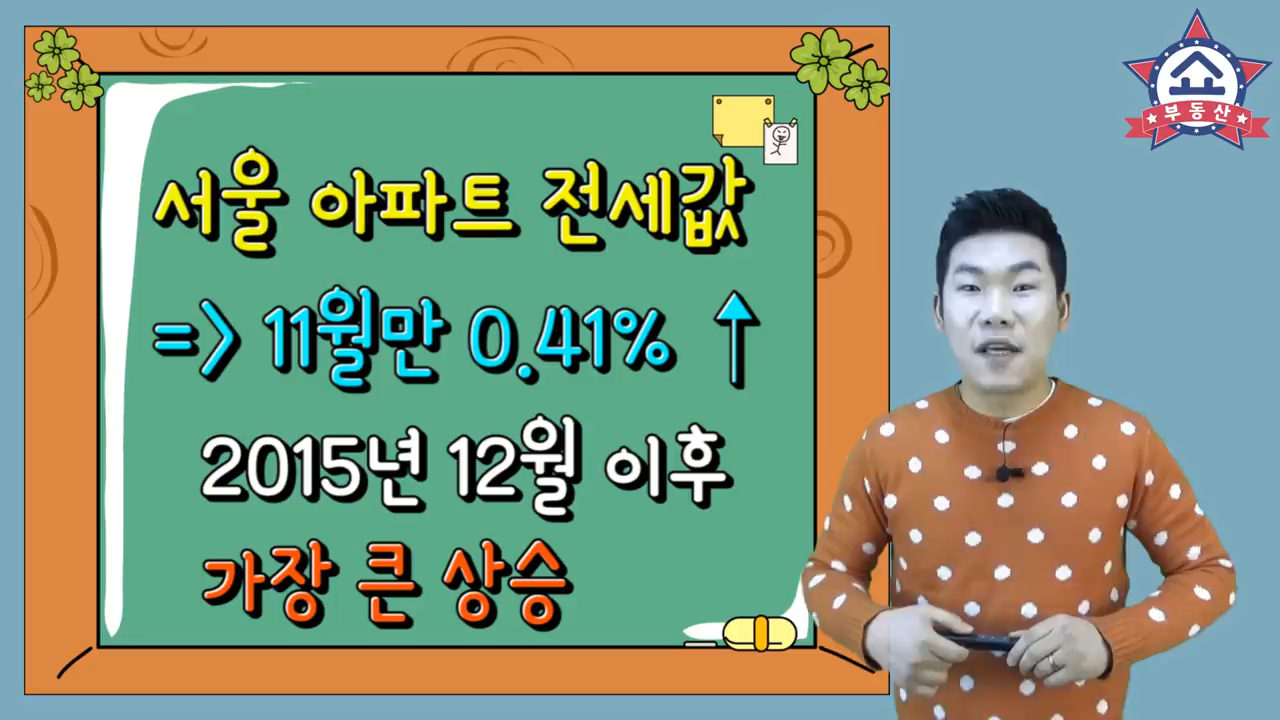 서울 아파트 전세값
=> 11월만 0.41% ↑
2015년 12월 이후
가장 큰 상승
쇼
부동산